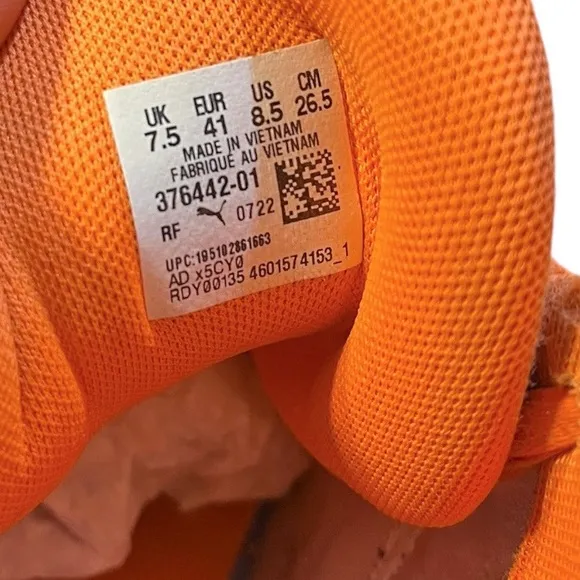 UK EUR US CM
7.5 41 8.5 26.5
MADE IN VIETNAM
FABRIQUÉ AU VIETNAM
376442-01
RF 0722
UPC:195102861663
AD x5CY0
RDY00135 4601574153_1